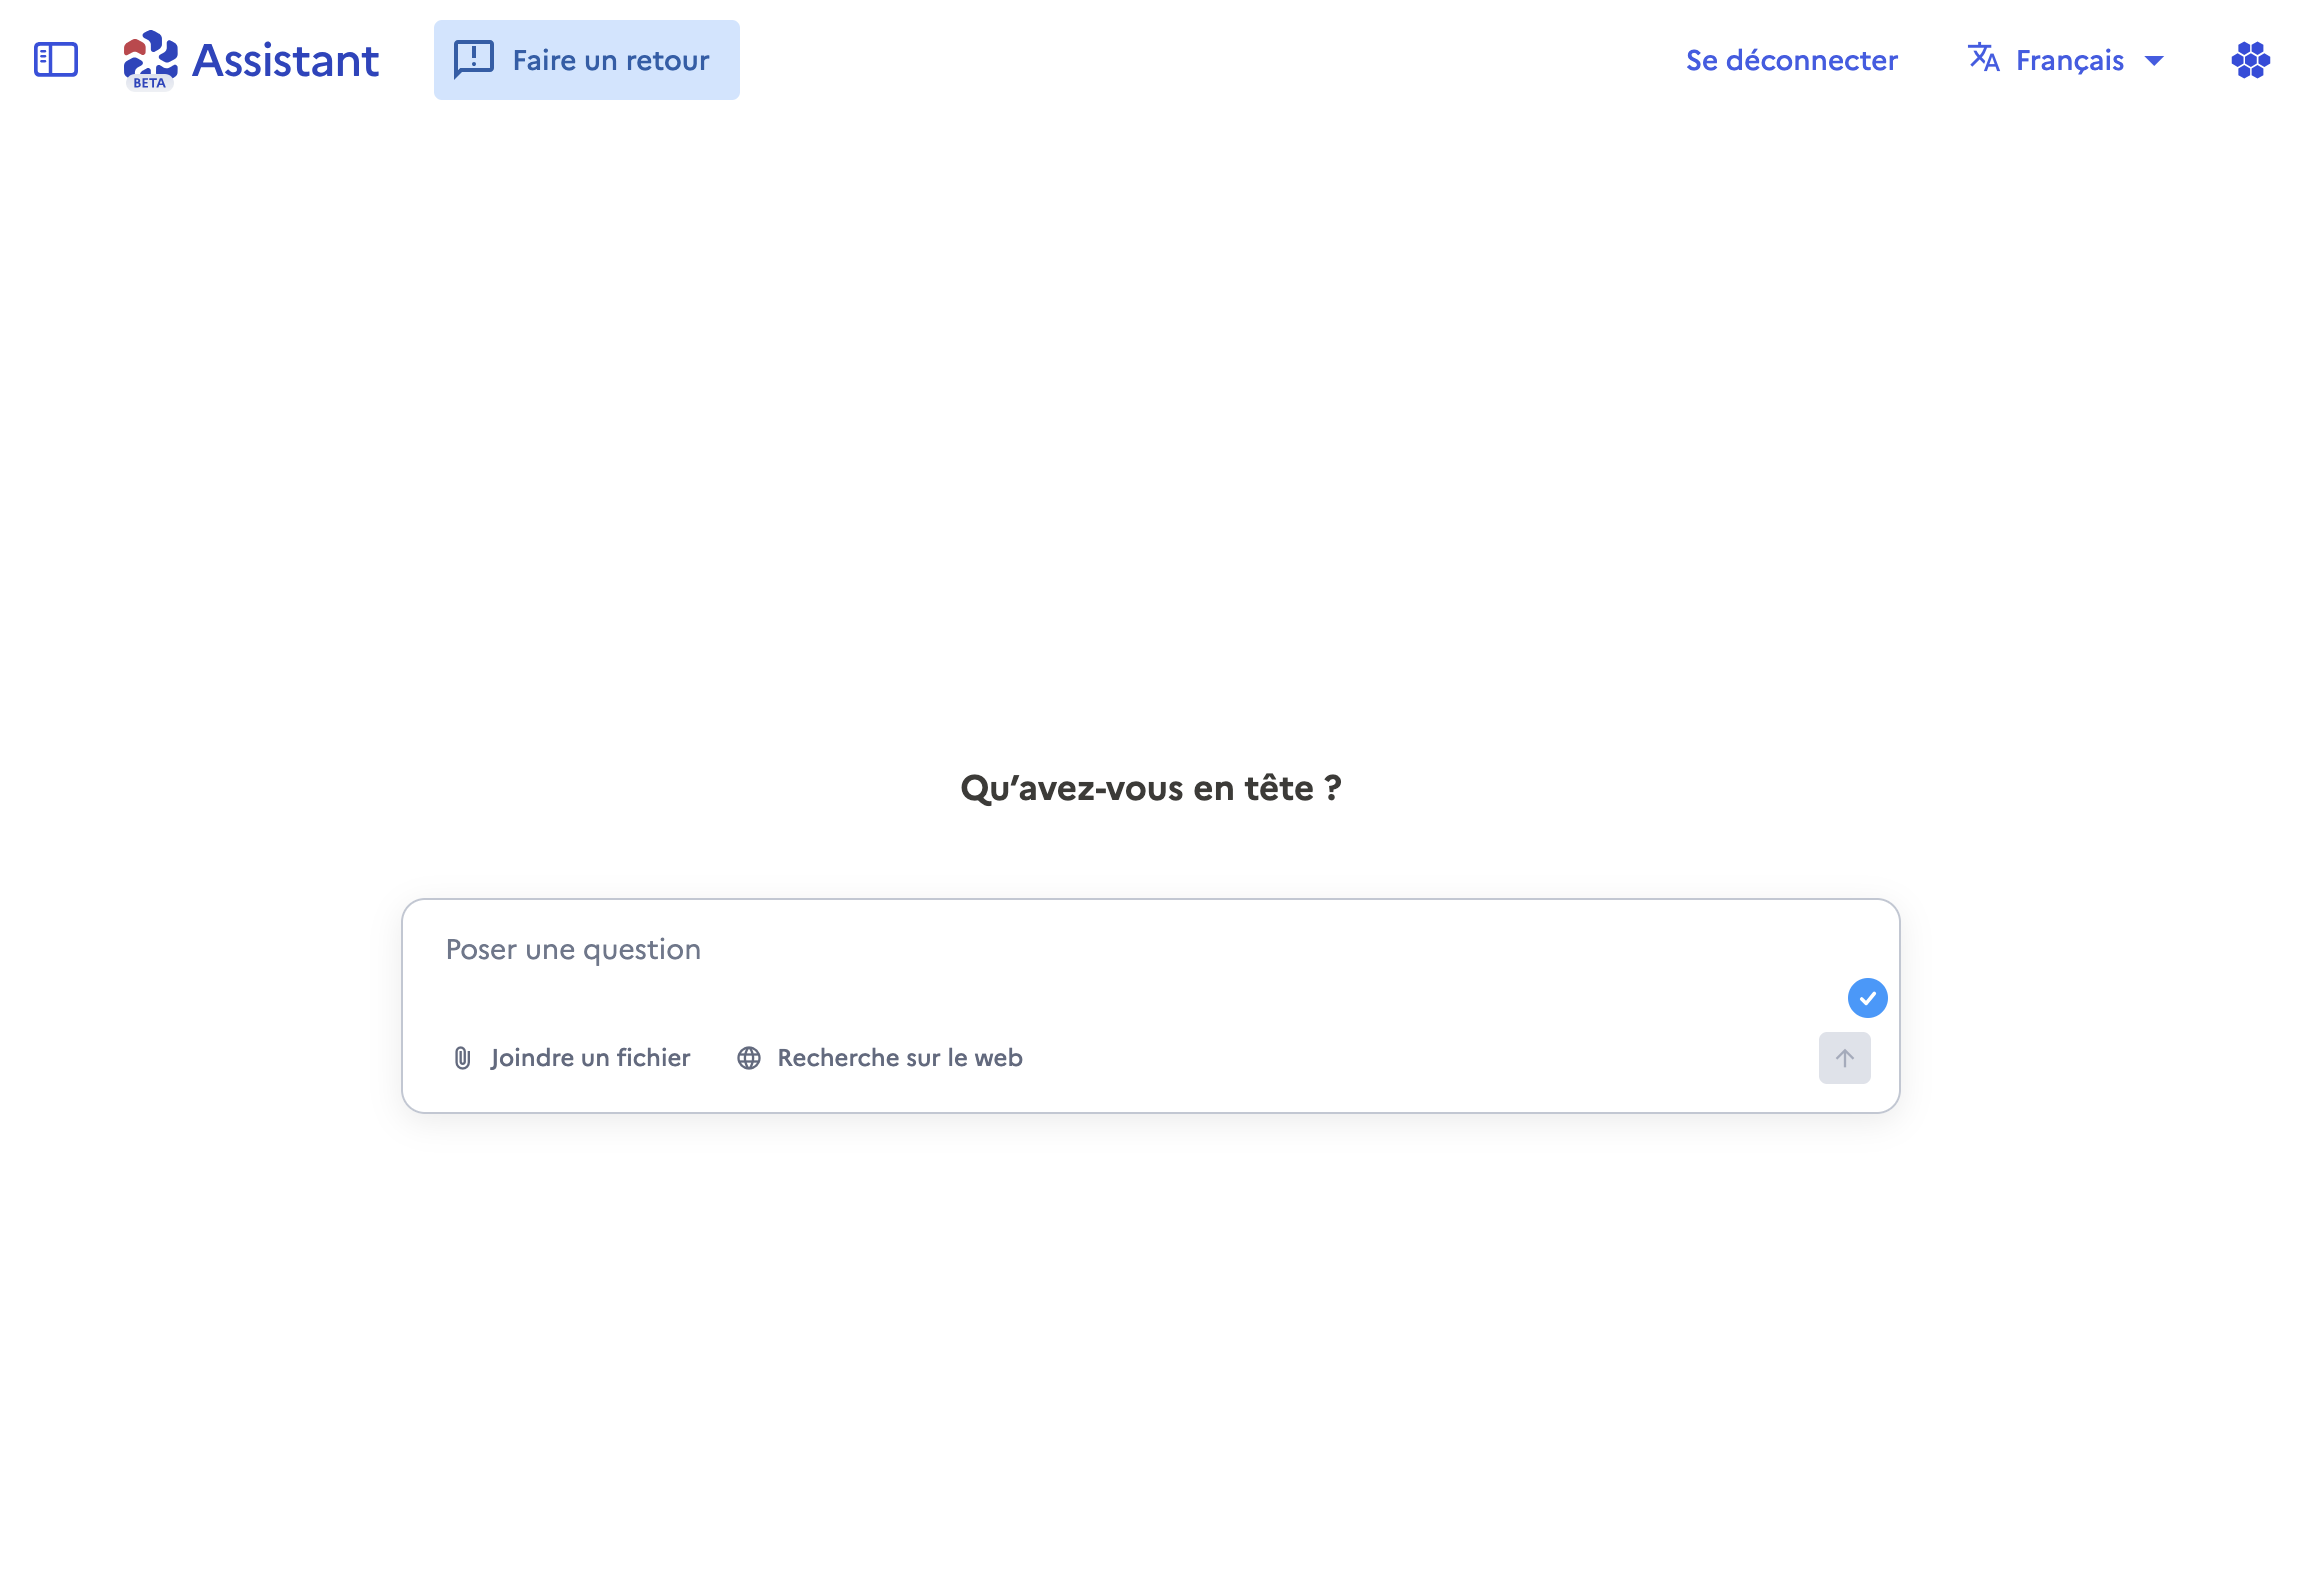 Assistant
BETA
Faire un retour
Se déconnecter
Français
Qu’avez-vous en tête ?
Poser une question
Joindre un fichier
Recherche sur le web